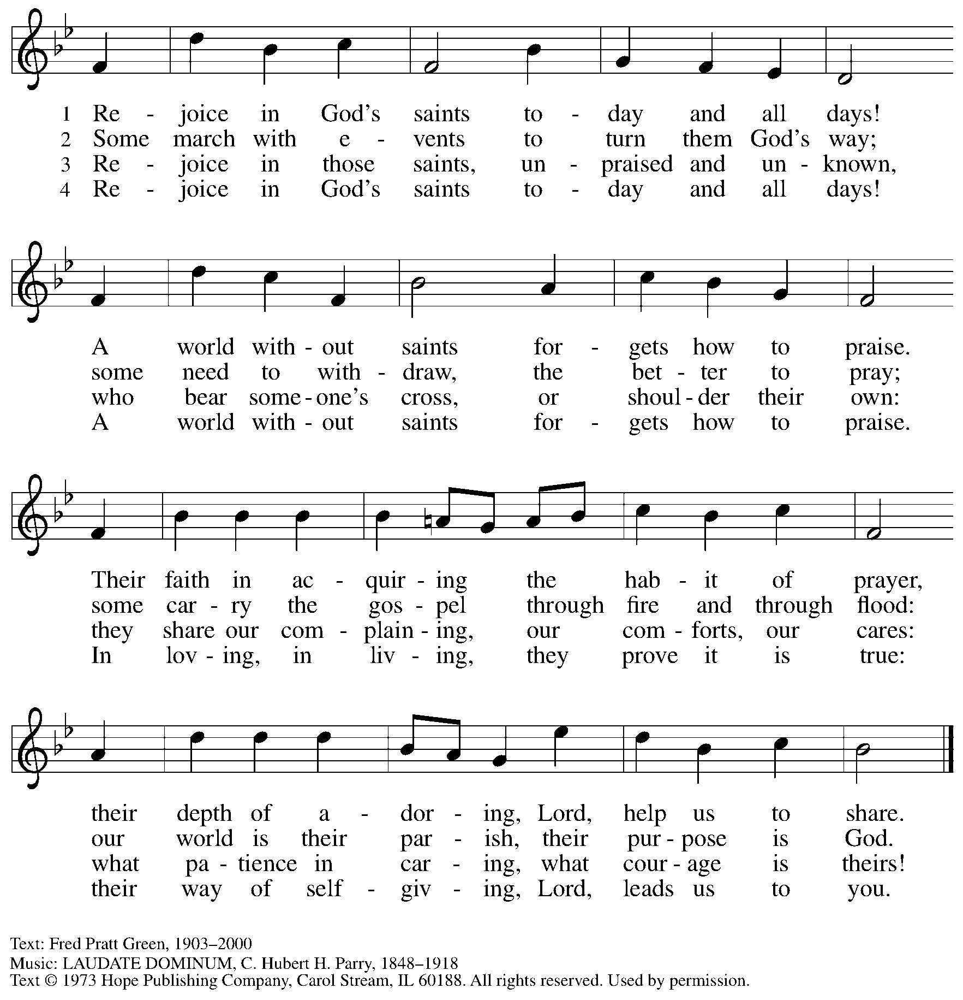 1 Re - joice in God's saints to - day and all days!
2 Some march with e - vents to turn them God's way;
3 Re - joice in those saints, un - praised and un - known,
4 Re - joice in God's saints to - day and all days!
A world with - out saints for - gets how to praise.
some need to with - draw, the bet - ter to pray;
who bear some - one's cross, or shoul - der their own:
A world with - out saints for - gets how to praise.
Their faith in ac - quir - ing the hab - it of prayer,
some car - ry the gos - pel through fire and through flood:
they share our com - plain - ing, our com - forts, our cares:
In lov - ing, in liv - ing, they prove it is true:
their depth of a - dor - ing, Lord, help us to share.
our world is their par - ish, their pur - pose is God.
what pa - tience in car - ing, what cour - age is theirs!
their way of self - giv - ing, Lord, leads us to you.
Text: Fred Pratt Green, 1903–2000
Music: LAUDATE DOMINUM, C. Hubert H. Parry, 1848–1918
Text © 1973 Hope Publishing Company, Carol Stream, IL 60188. All rights reserved. Used by permission.